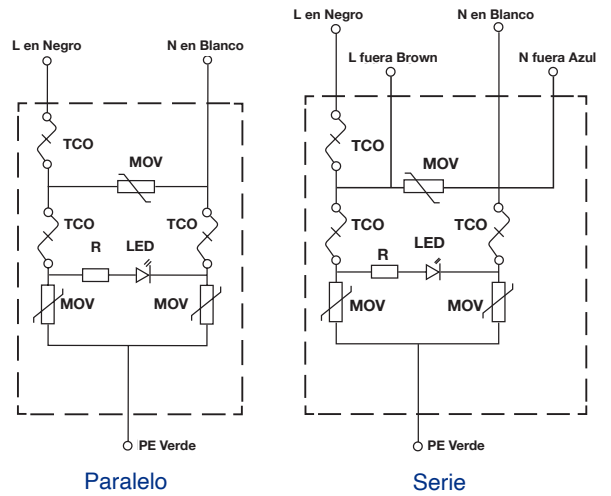 L en Negro
N en Blanco
TCO
MOV
TCO
TCO
R
LED
MOV
MOV
PE Verde
Paralelo
L en Negro
N en Blanco
L fuera Brown
N fuera Azul
TCO
MOV
TCO
TCO
R
LED
MOV
MOV
PE Verde
Serie